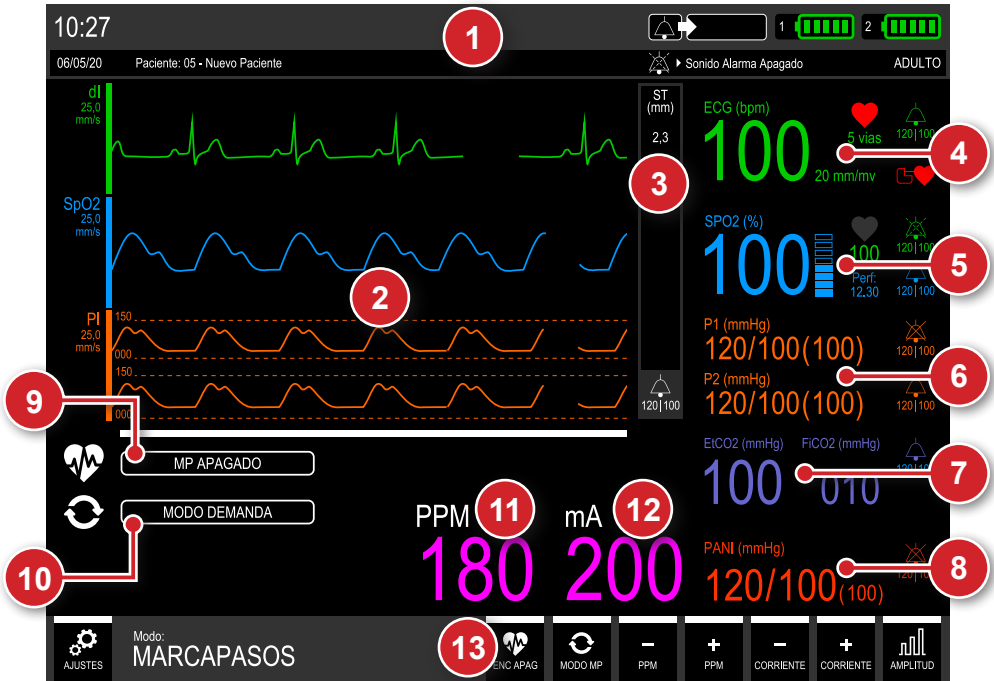 10:27
1
1
2
06/05/20
Paciente: 05 - Nuevo Paciente
Sonido Alarma Apagado
ADULTO
dI
25,0
mm/s
SpO2
25,0
mm/s
2
PI
25,0
mm/s
150
000
150
000
ST
(mm)
2,3
3
120|100
ECG (bpm)
100
5 vias
20 mm/mv
120|100
4
SPO2 (%)
100
100
Perf:
12.30
120|100
120|100
5
P1 (mmHg)
120/100(100)
120|100
P2 (mmHg)
120/100(100)
120|100
6
EtCO2 (mmHg)
FiCO2 (mmHg)
100
010
120|100
7
PANI (mmHg)
120/100(100)
120|100
8
9
MP APAGADO
MODO DEMANDA
10
PPM
11
180
mA
12
200
AJUSTES
Modo:
MARCAPASOS
13
ENC APAG
MODO MP
−
PPM
+
PPM
−
CORRIENTE
+
CORRIENTE
AMPLITUD